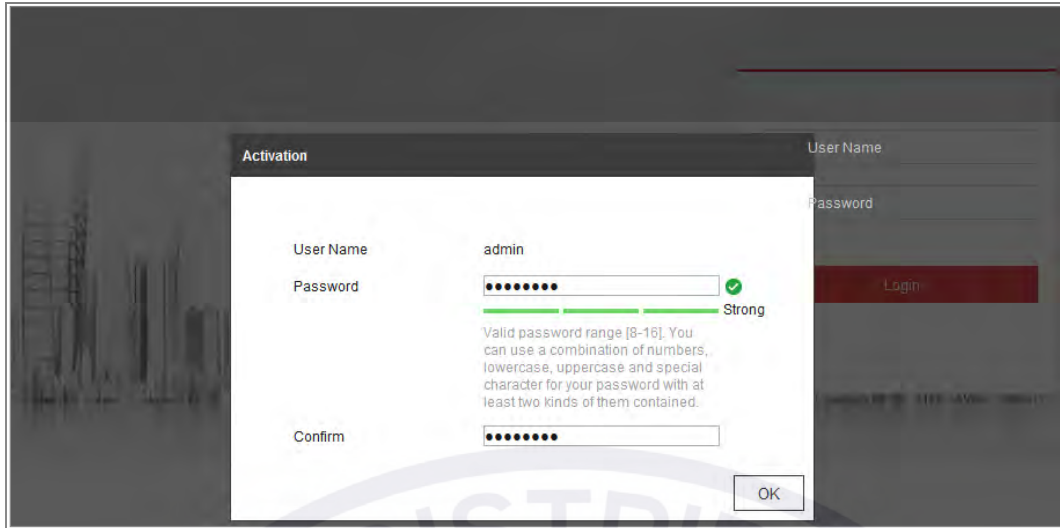 Activation
User Name
Password
Login
User Name admin
Password ●●●●●●●●
Strong
Valid password range [8-16]. You
can use a combination of numbers,
lowercase, uppercase and special
character for your password with at
least two kinds of them contained.
Confirm ●●●●●●●●
OK